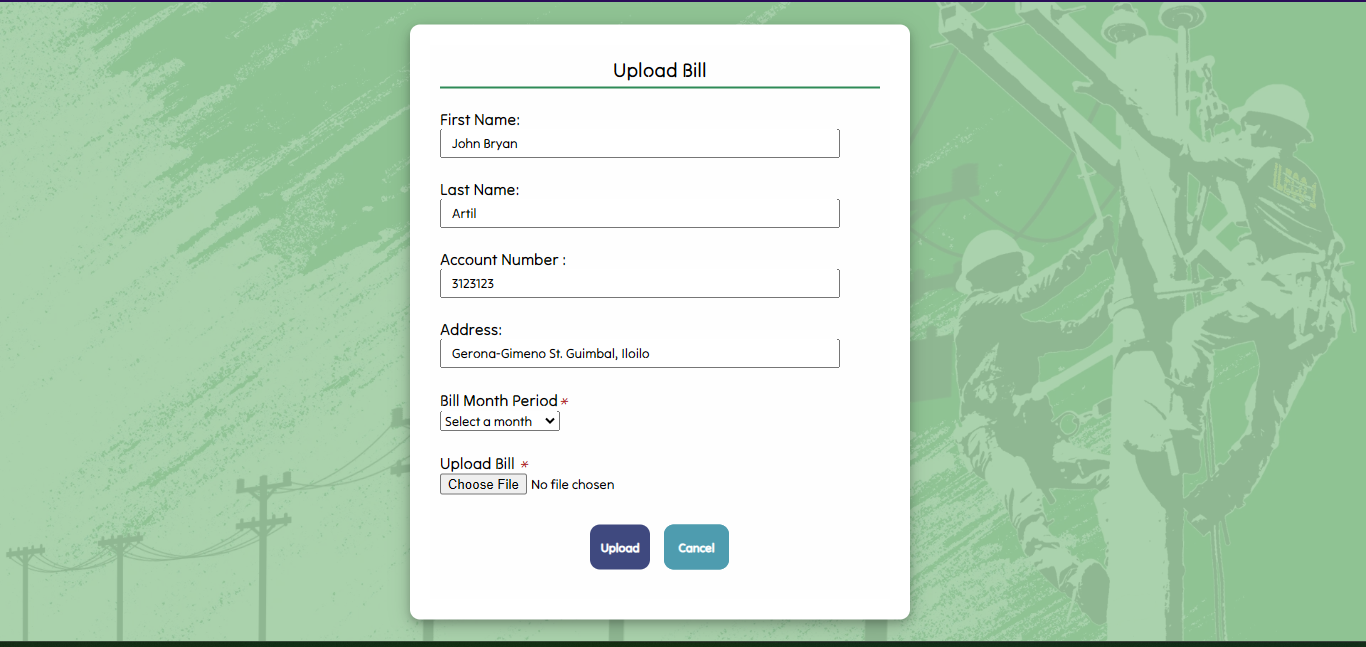 Upload Bill
First Name:
John Bryan
Last Name:
Artil
Account Number :
3123123
Address:
Gerona-Gimeno St. Guimbal, Iloilo
Bill Month Period *
Select a month
Upload Bill *
Choose File No file chosen
Upload Cancel